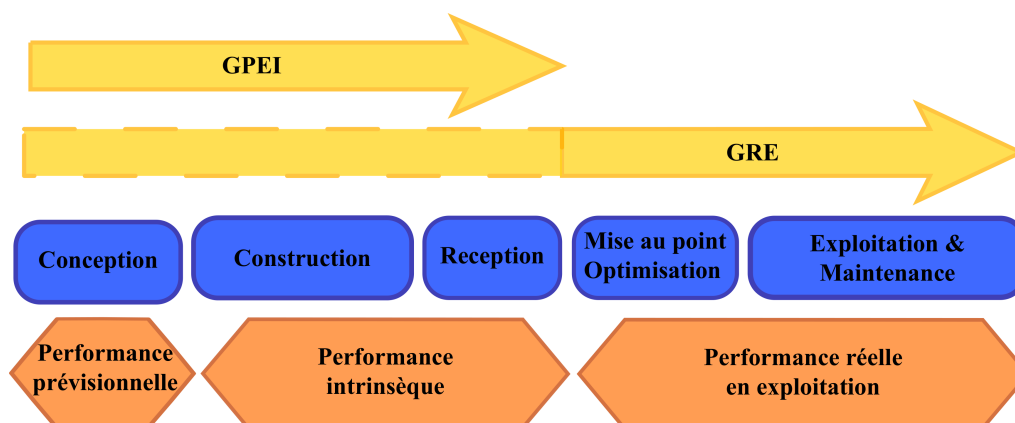 GPEI
GRE
Conception
Construction
Reception
Mise au point
Optimisation
Exploitation &
Maintenance
Performance
prévisionnelle
Performance
intrinsèque
Performance réelle
en exploitation